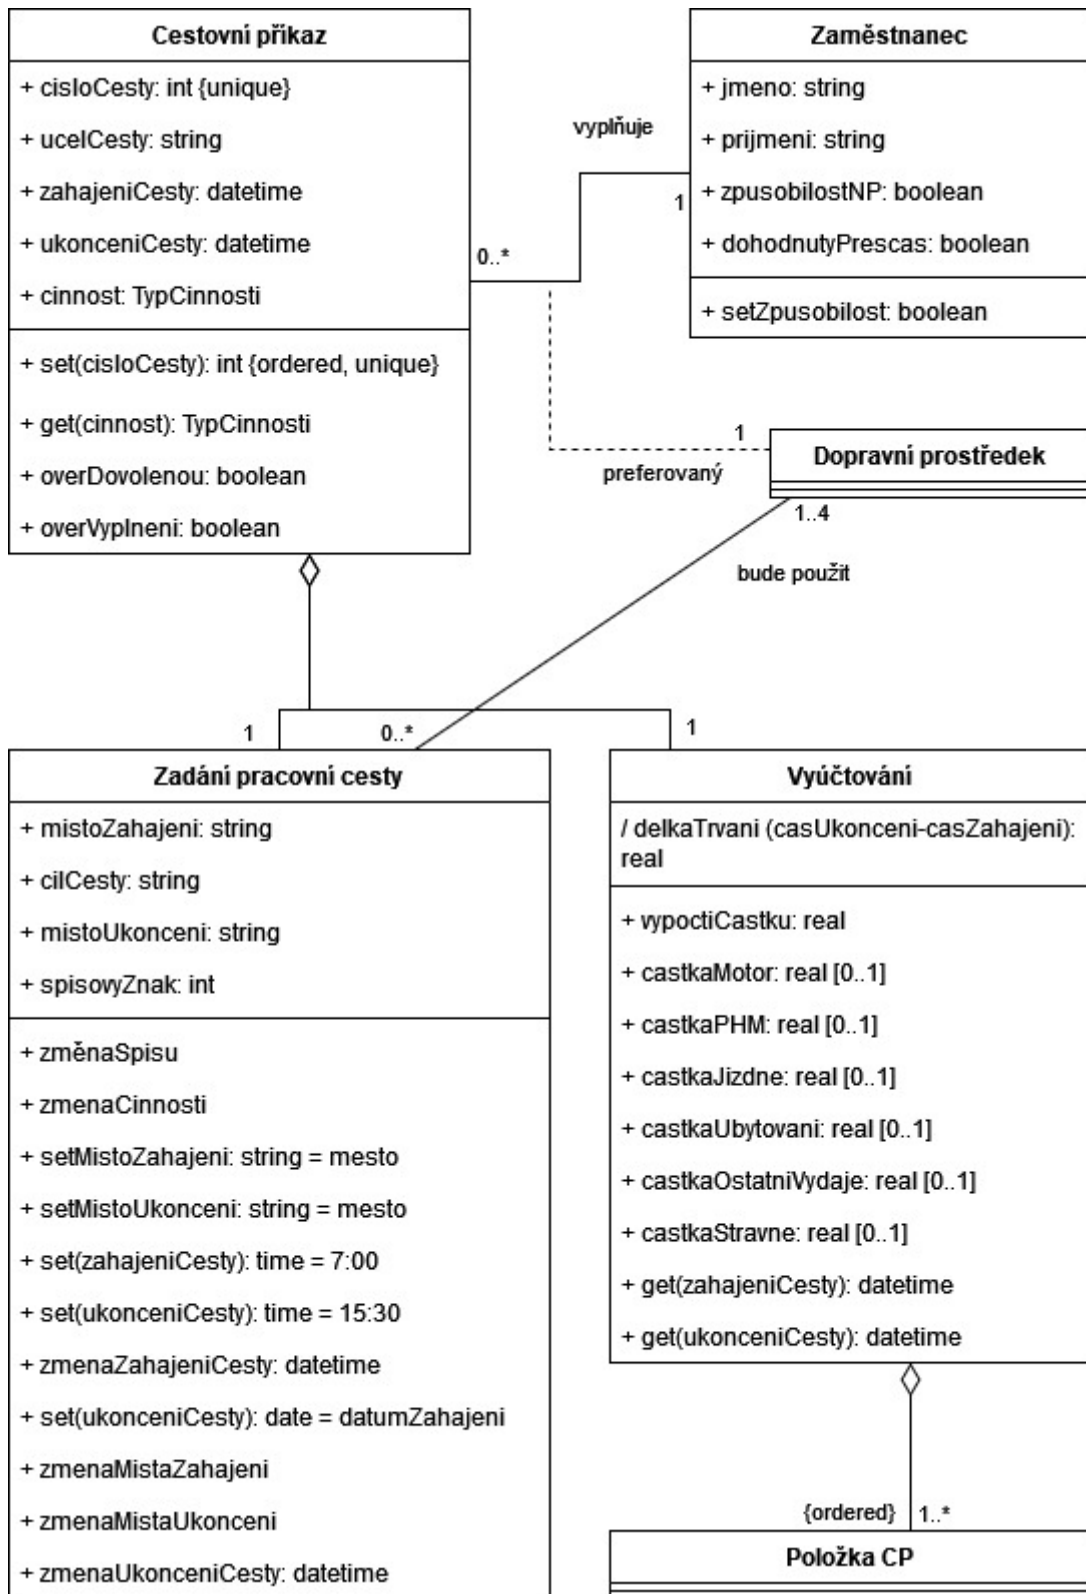 Cestovní příkaz
+ cisloCesty: int {unique}
+ ucelCesty: string
+ zahajeniCesty: datetime
+ ukonceniCesty: datetime
+ cinnost: TypCinnosti
+ set(cisloCesty): int {ordered, unique}
+ get(cinnost): TypCinnosti
+ overDovolenou: boolean
+ overVyplneni: boolean
vyplňuje
0..*
1
Zaměstnanec
+ jmeno: string
+ prijmeni: string
+ zpusobilostNP: boolean
+ dohodnutyPrescas: boolean
+ setZpusobilost: boolean
1
preferovaný
Dopravní prostředek
1..4
bude použit
1
0..*
1
Zadání pracovní cesty
+ mistoZahajeni: string
+ cilCesty: string
+ mistoUkonceni: string
+ spisovyZnak: int
+ změnaSpisu
+ zmenaCinnosti
+ setMistoZahajeni: string = mesto
+ setMistoUkonceni: string = mesto
+ set(zahajeniCesty): time = 7:00
+ set(ukonceniCesty): time = 15:30
+ zmenaZahajeniCesty: datetime
+ set(ukonceniCesty): date = datumZahajeni
+ zmenaMistaZahajeni
+ zmenaMistaUkonceni
+ zmenaUkonceniCesty: datetime
Vyúčtování
/ delkaTrvani (casUkonceni-casZahajeni):
real
+ vypoctiCastku: real
+ castkaMotor: real [0..1]
+ castkaPHM: real [0..1]
+ castkaJizdne: real [0..1]
+ castkaUbytovani: real [0..1]
+ castkaOstatniVydaje: real [0..1]
+ castkaStravne: real [0..1]
+ get(zahajeniCesty): datetime
+ get(ukonceniCesty): datetime
{ordered}
1..*
Položka CP